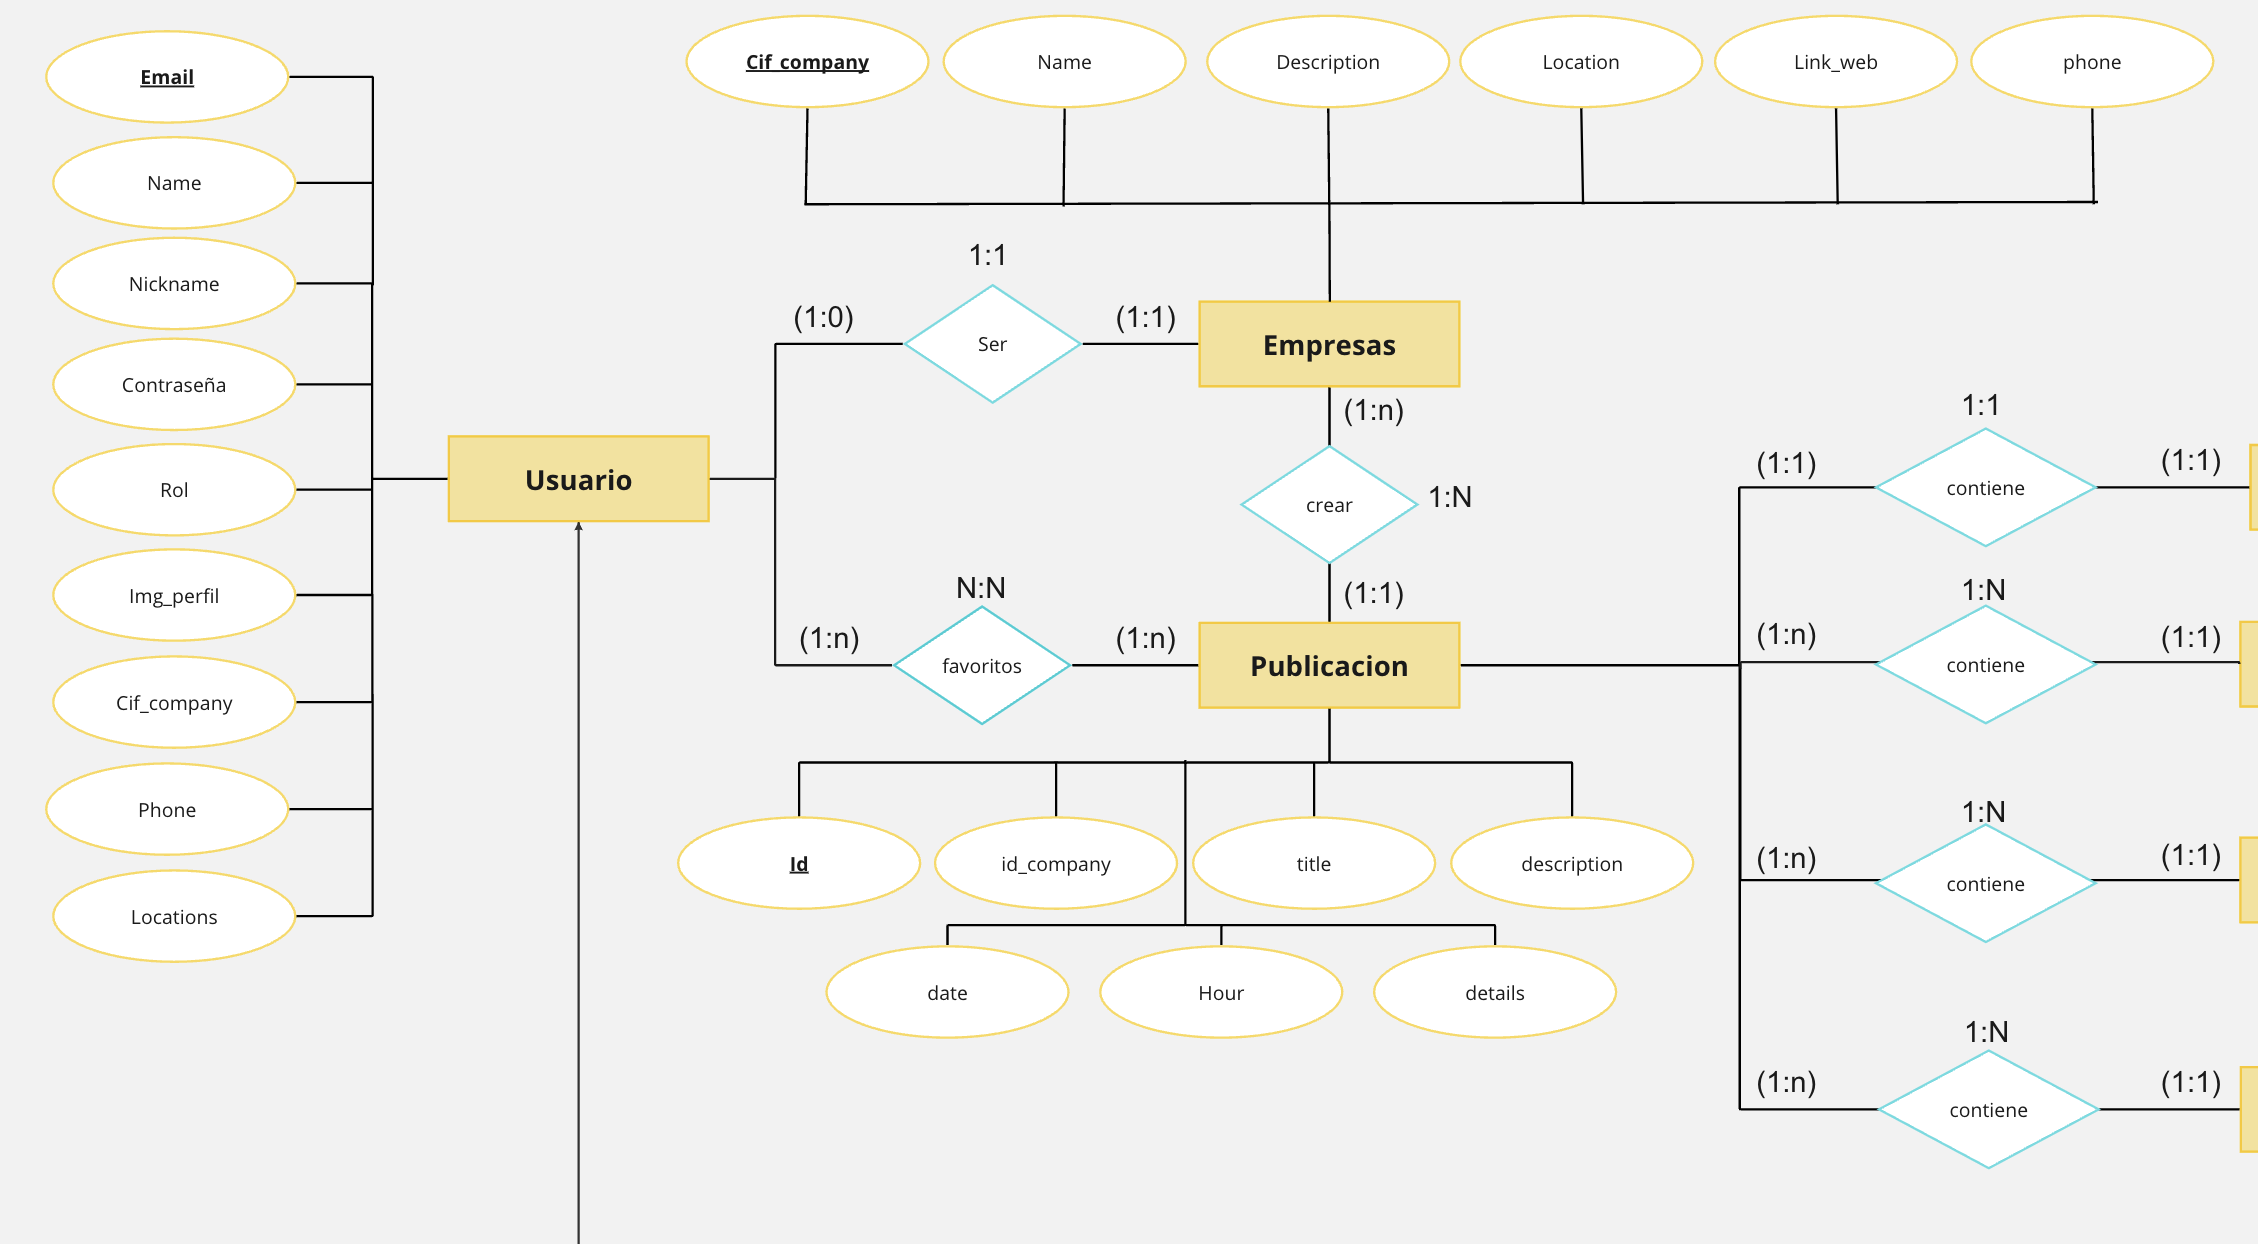 Email
Name
Nickname
Contraseña
Rol
Img_perfil
Cif_company
Phone
Locations
Usuario
Cif_company
Name
Description
Location
Link_web
phone
1:1
(1:0)
Ser
(1:1)
Empresas
(1:n)
crear
1:N
(1:1)
N:N
(1:n)
favoritos
(1:n)
Publicacion
Id
id_company
title
description
date
Hour
details
1:1
(1:1)
contiene
(1:1)
1:N
(1:n)
contiene
(1:1)
1:N
(1:n)
contiene
(1:1)
1:N
(1:n)
contiene
(1:1)